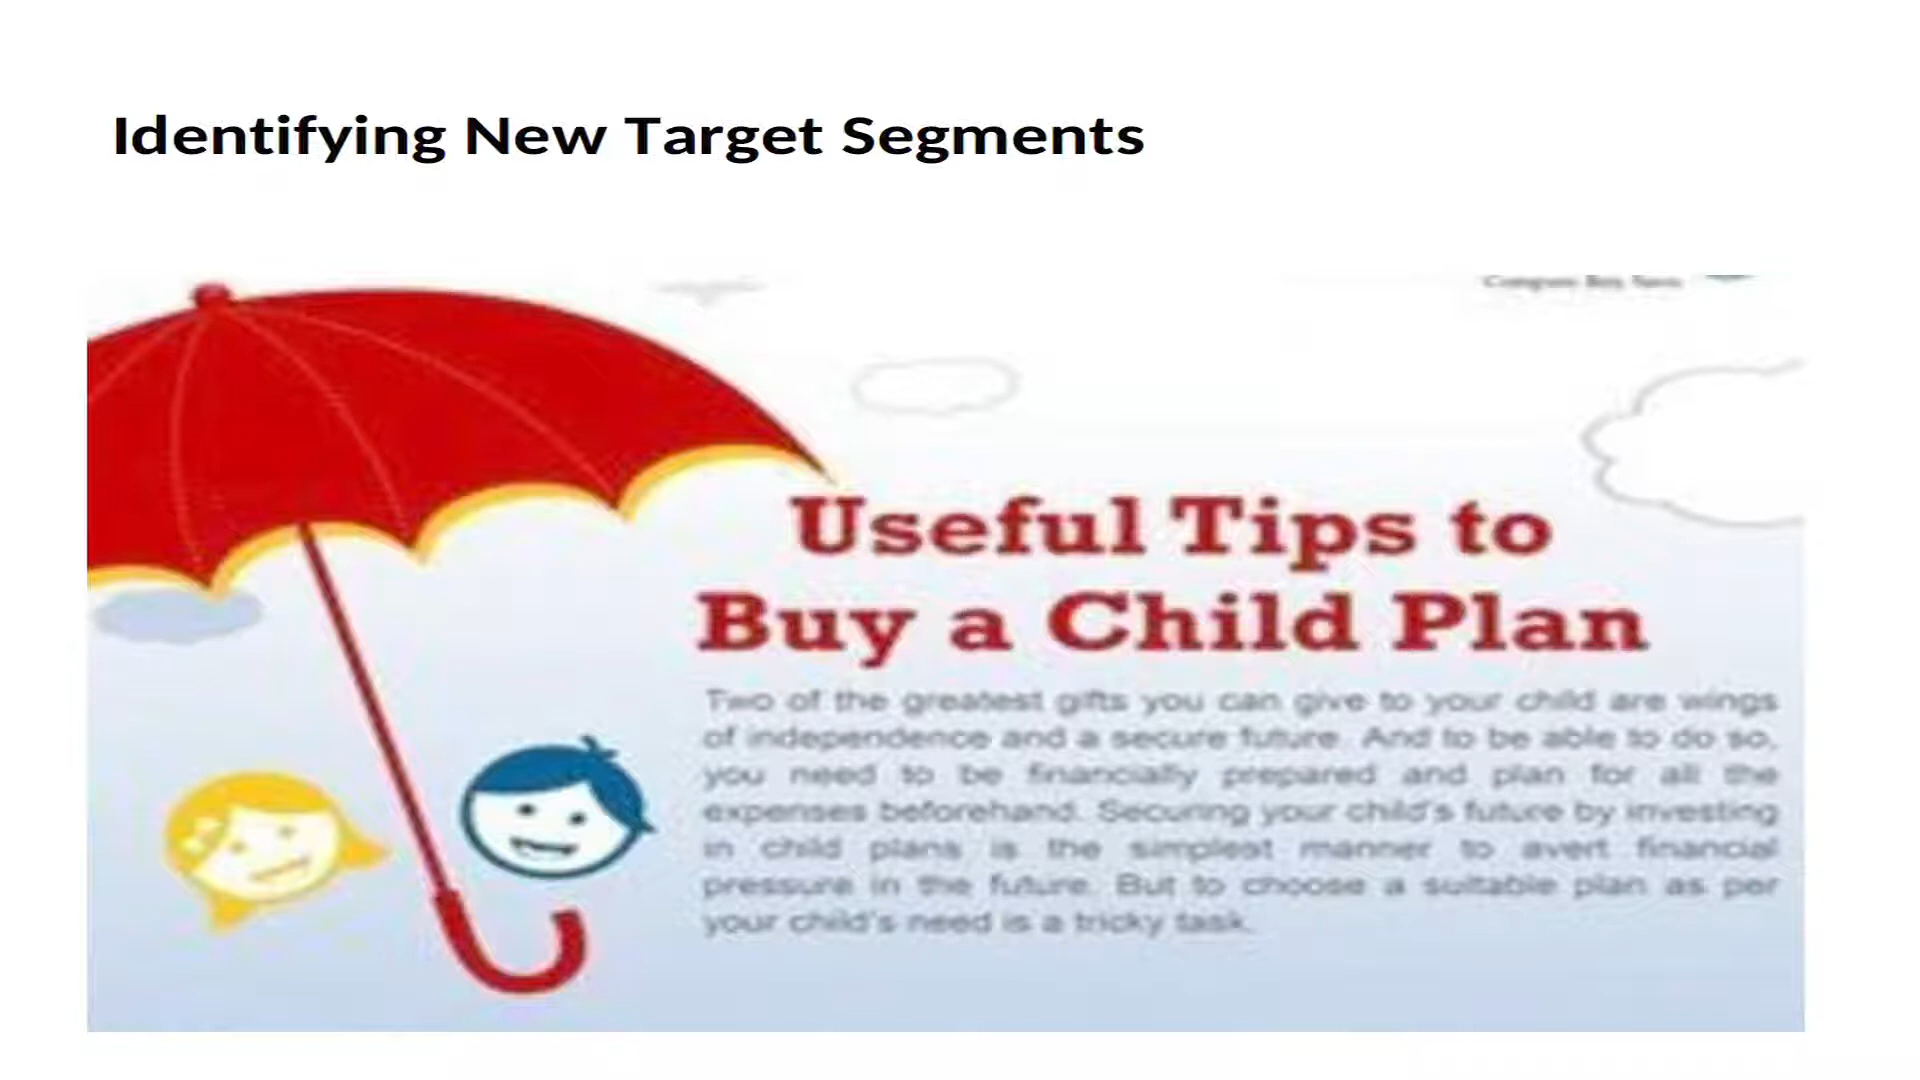 Identifying New Target Segments
Compare. Buy. Save.
Useful Tips to
Buy a Child Plan
Two of the greatest gifts you can give to your child are wings
of independence and a secure future. And to be able to do so,
you need to be financially prepared and plan for all the
expenses beforehand. Securing your child's future by investing
in child plans is the simplest manner to avert financial
pressure in the future. But to choose a suitable plan as per
your child's need is a tricky task.